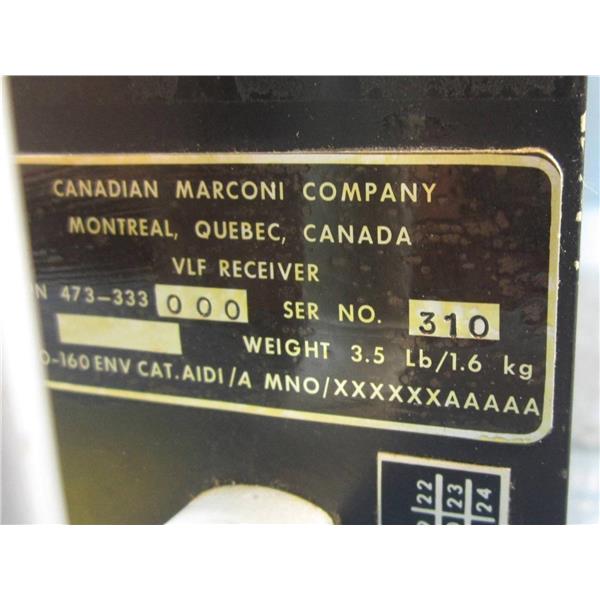 CANADIAN MARCONI COMPANY
MONTREAL, QUEBEC, CANADA
VLF RECEIVER
N 473-333 000 SER NO. 310
WEIGHT 3.5 Lb/1.6 kg
O-160 ENV CAT. AIDI/A MNO/XXXXXXAAAAA
22
23
24